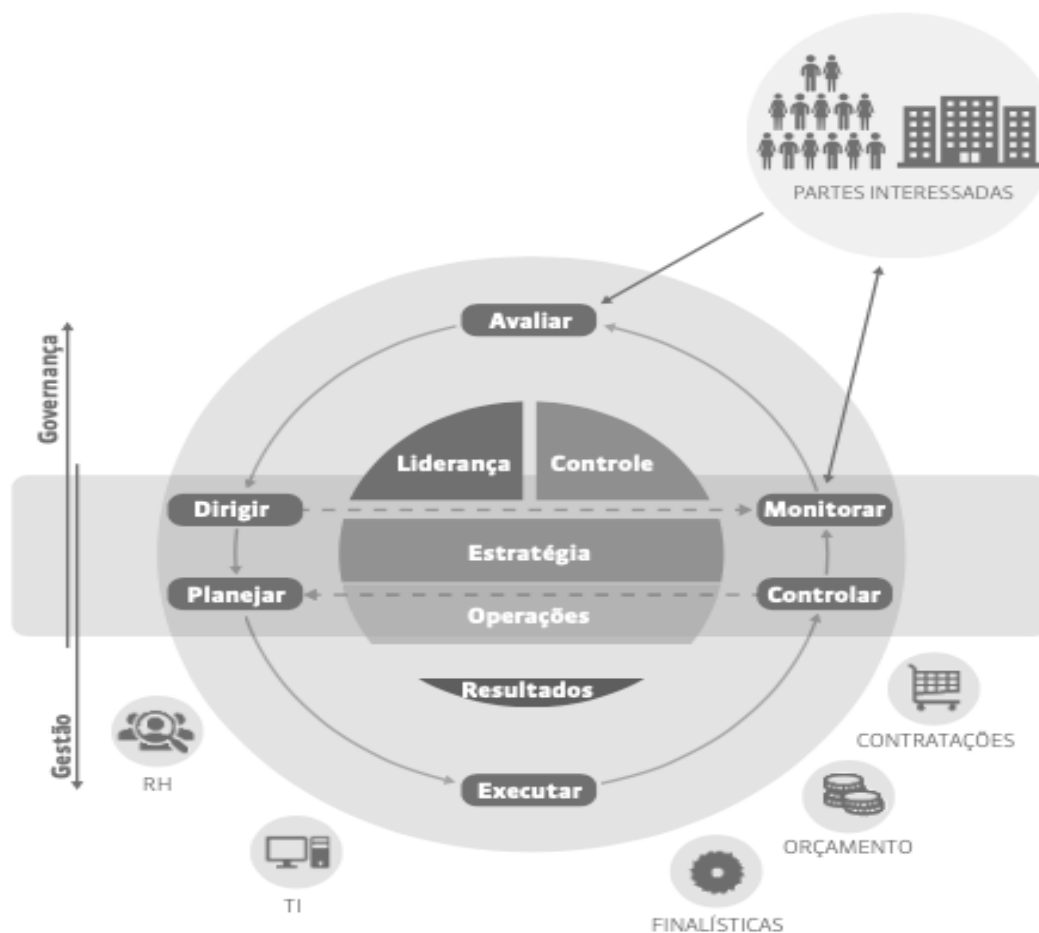 PARTES INTERESSADAS
Avaliar
Governança
Liderança
Controle
Dirigir
Monitorar
Estratégia
Planejar
Controlar
Operações
Resultados
Gestão
Executar
RH
TI
CONTRATAÇÕES
ORÇAMENTO
FINALÍSTICAS